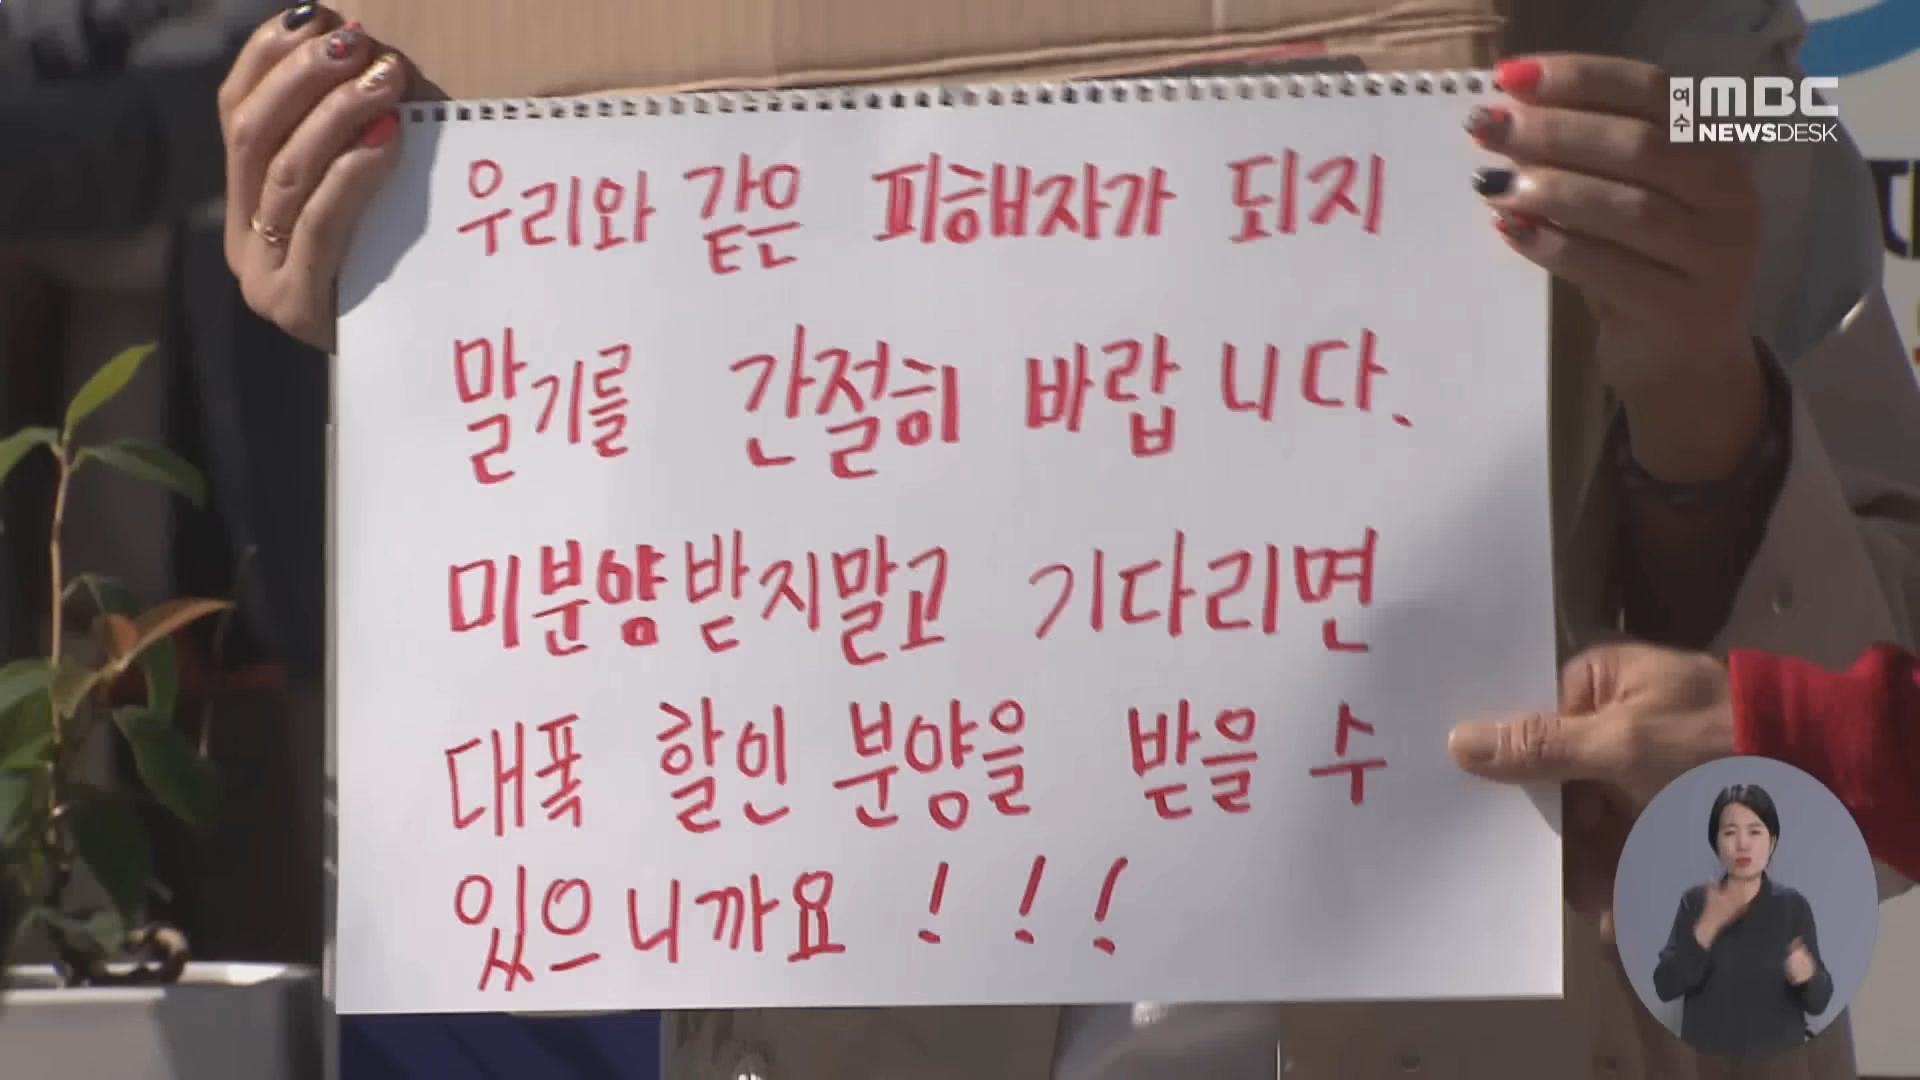 여수 MBC
NEWSDESK
우리와 같은 피해자가 되지
말기를 간절히 바랍니다.
미분양 받지말고 기다리면
대폭 할인 분양을 받을 수
있으니까요!!!